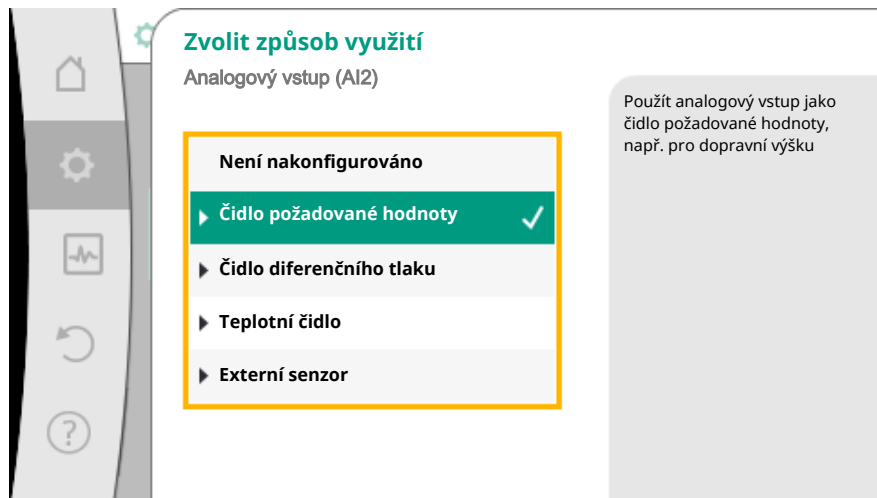 Zvolit způsob využití
Analogový vstup (AI2)
Není nakonfigurováno
Čidlo požadované hodnoty
Čidlo diferenčního tlaku
Teplotní čidlo
Externí senzor
Použít analogový vstup jako
čidlo požadované hodnoty,
např. pro dopravní výšku
?